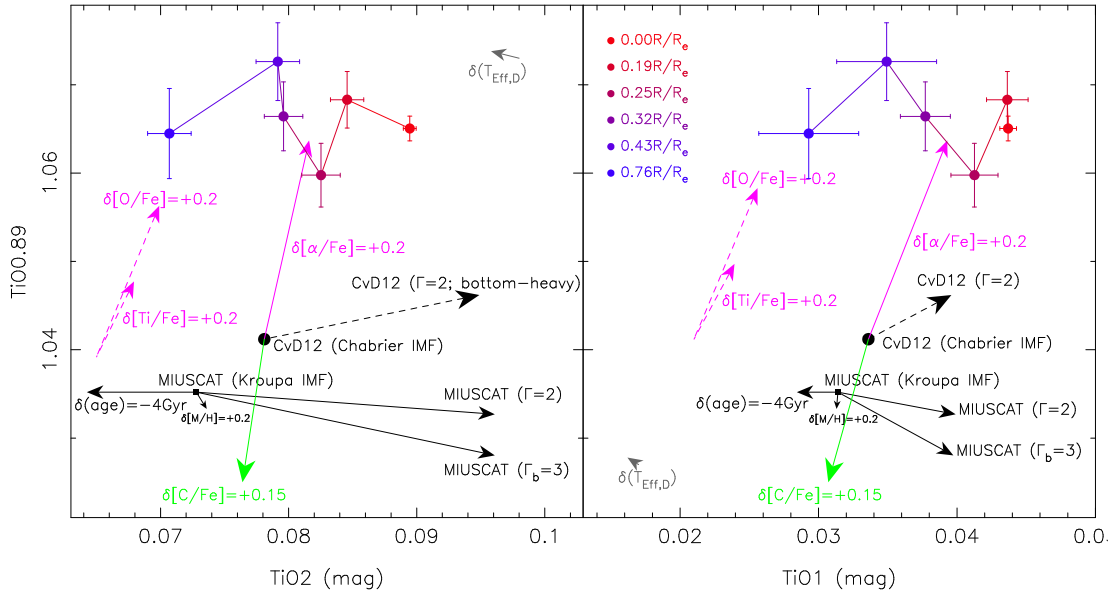 TiO0.89
1.06
1.04
δ(T_Eff,D)
δ[O/Fe]=+0.2
δ[α/Fe]=+0.2
CvD12 (Γ=2; bottom-heavy)
δ[Ti/Fe]=+0.2
CvD12 (Chabrier IMF)
MIUSCAT (Kroupa IMF)
δ(age)=-4Gyr
MIUSCAT (Γ=2)
δ[M/H]=+0.2
MIUSCAT (Γ_b=3)
δ[C/Fe]=+0.15
0.07
0.08
0.09
0.1
TiO2 (mag)
0.00R/R_e
0.19R/R_e
0.25R/R_e
0.32R/R_e
0.43R/R_e
0.76R/R_e
δ[O/Fe]=+0.2
δ[α/Fe]=+0.2
CvD12 (Γ=2)
δ[Ti/Fe]=+0.2
CvD12 (Chabrier IMF)
MIUSCAT (Kroupa IMF)
δ(age)=-4Gyr
MIUSCAT (Γ=2)
δ[M/H]=+0.2
MIUSCAT (Γ_b=3)
δ(T_Eff,D)
δ[C/Fe]=+0.15
0.02
0.03
0.04
TiO1 (mag)